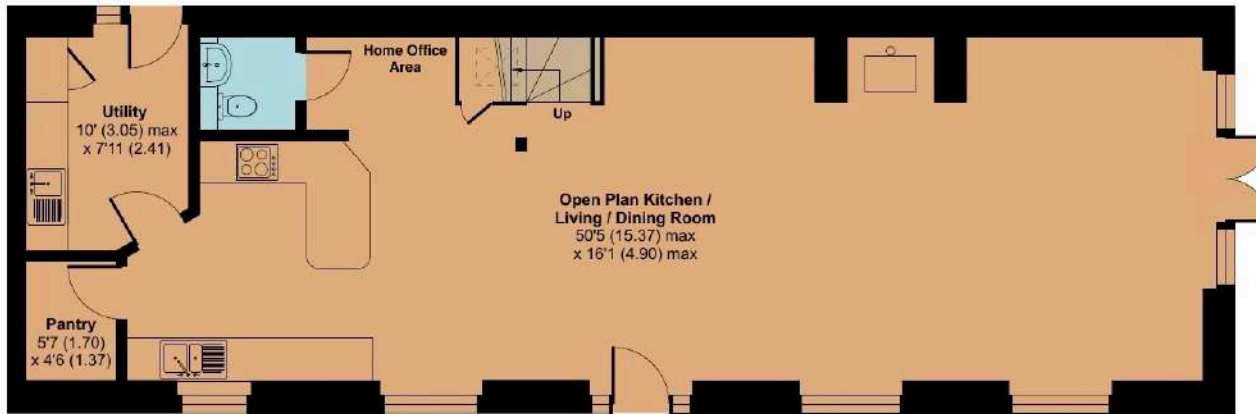 Home Office
Area
Utility
10' (3.05) max
x 7'11 (2.41)
Up
Open Plan Kitchen /
Living / Dining Room
50'5 (15.37) max
x 16'1 (4.90) max
Pantry
5'7 (1.70)
x 4'6 (1.37)